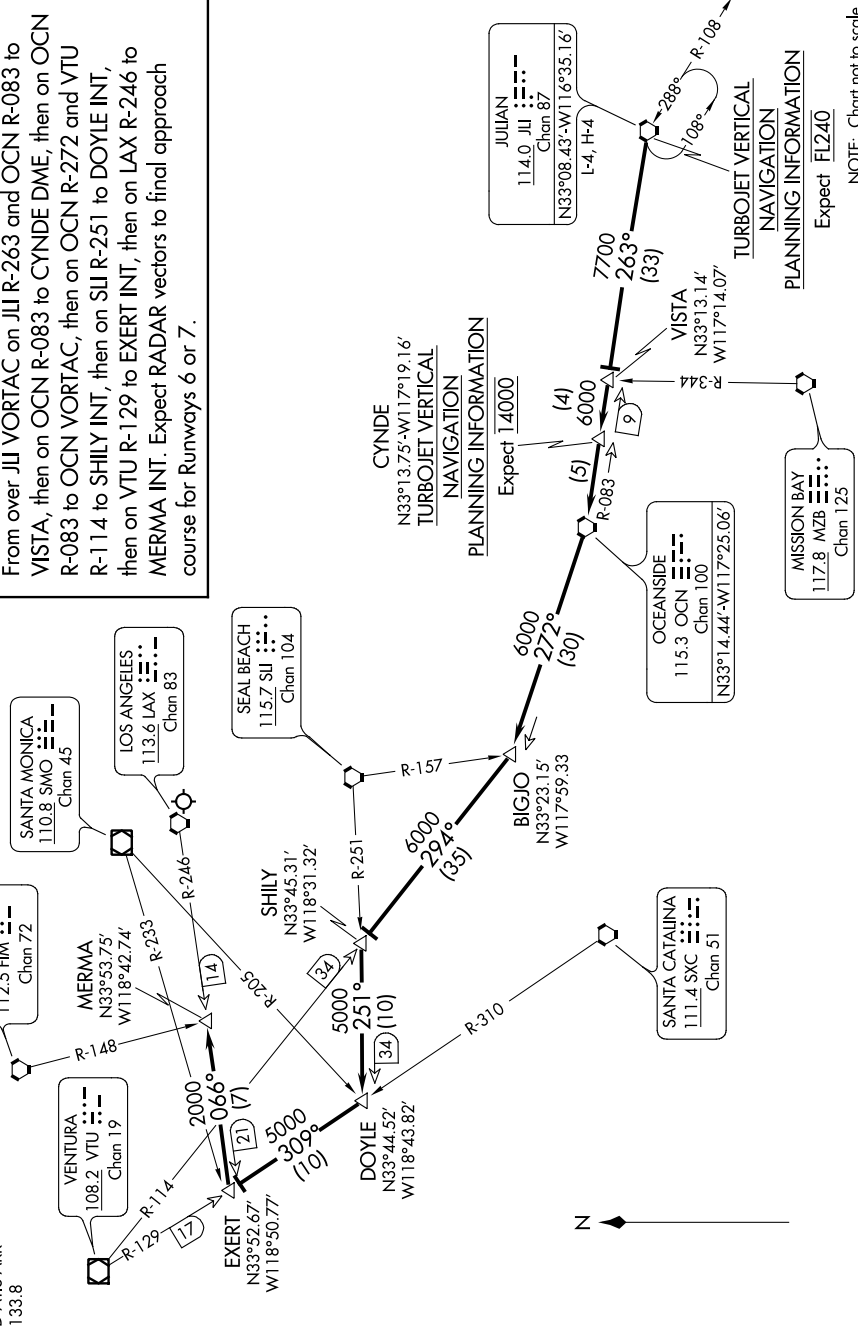 From over JLI VORTAC on JLI R-263 and OCN R-083 to
VISTA, then on OCN R-083 to CYNDE DME, then on OCN
R-083 to OCN VORTAC, then on OCN R-272 and VTU
R-114 to SHILY INT, then on SLI R-251 to DOYLE INT,
then on VTU R-129 to EXERT INT, then on LAX R-246 to
MERMA INT. Expect RADAR vectors to final approach
course for Runways 6 or 7.
133.8
Chan 72
VENTURA
108.2 VTU
Chan 19
SANTA MONICA
110.8 SMO
Chan 45
LOS ANGELES
113.6 LAX
Chan 83
SEAL BEACH
115.7 SLI
Chan 104
R-148
R-233
R-246
R-205
R-114
R-129
17
14
21
34
MERMA
N33°53.75'
W118°42.74'
2000
066°
(7)
EXERT
N33°52.67'
W118°50.77'
5000
309°
(10)
DOYLE
N33°44.52'
W118°43.82'
34
5000
251°
(10)
SHILY
N33°45.31'
W118°31.32'
R-251
R-157
R-310
SANTA CATALINA
111.4 SXC
Chan 51
6000
294°
(35)
BIGJO
N33°23.15'
W117°59.33
6000
272°
(30)
OCEANSIDE
115.3 OCN
Chan 100
N33°14.44'-W117°25.06'
CYNDE
N33°13.75'-W117°19.16'
TURBOJET VERTICAL
NAVIGATION
PLANNING INFORMATION
Expect 14000
(5)
R-083
(4)
6000
9
VISTA
N33°13.14'
W117°14.07'
R-344
MISSION BAY
117.8 MZB
Chan 125
7700
263°
(33)
JULIAN
114.0 JLI
Chan 87
N33°08.43'-W116°35.16'
L-4, H-4
288°
108°
R-108
TURBOJET VERTICAL
NAVIGATION
PLANNING INFORMATION
Expect FL240
N
NOTE: Chart not to scale